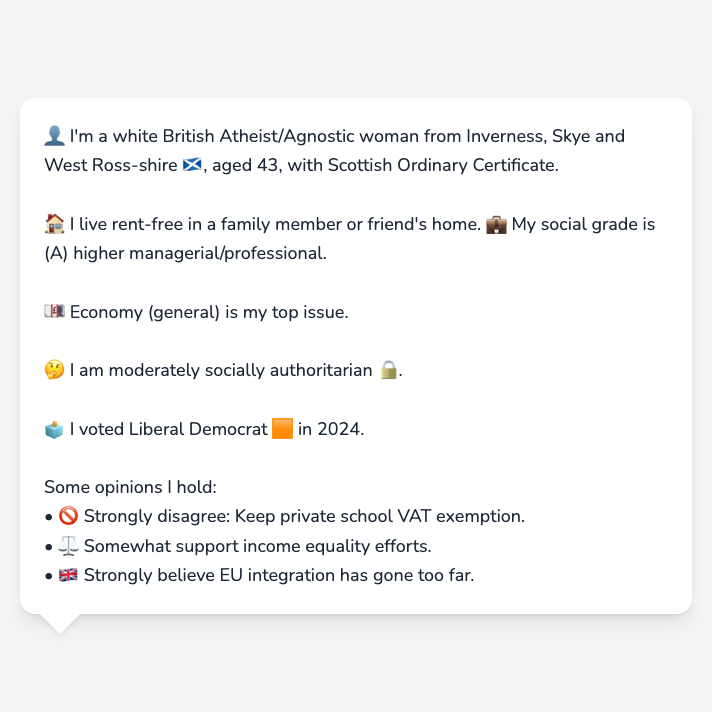 👤 I'm a white British Atheist/Agnostic woman from Inverness, Skye and
West Ross-shire 🏴󠁧󠁢󠁳󠁣󠁴󠁿, aged 43, with Scottish Ordinary Certificate.
🏠 I live rent-free in a family member or friend's home. 💼 My social grade is
(A) higher managerial/professional.
💷 Economy (general) is my top issue.
🤔 I am moderately socially authoritarian 🔒.
🗳️ I voted Liberal Democrat 🟧 in 2024.
Some opinions I hold:
• 🚫 Strongly disagree: Keep private school VAT exemption.
• ⚖️ Somewhat support income equality efforts.
• 🇬🇧 Strongly believe EU integration has gone too far.